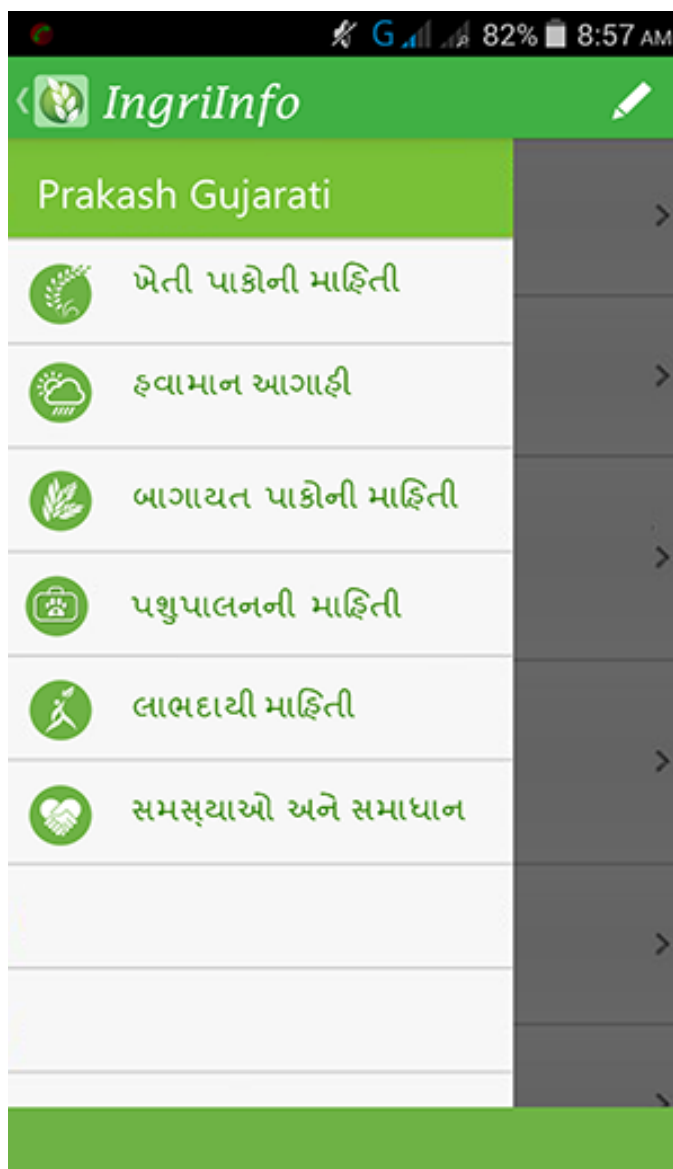 G 82% 8:57 AM
IngriInfo
Prakash Gujarati
ખેતી પાકોની માહિતી
હવામાન આગાહી
બાગાયત પાકોની માહિતી
પશુપાલનની માહિતી
લાભદાયી માહિતી
સમસ્‌યાઓ અને સમાધાન